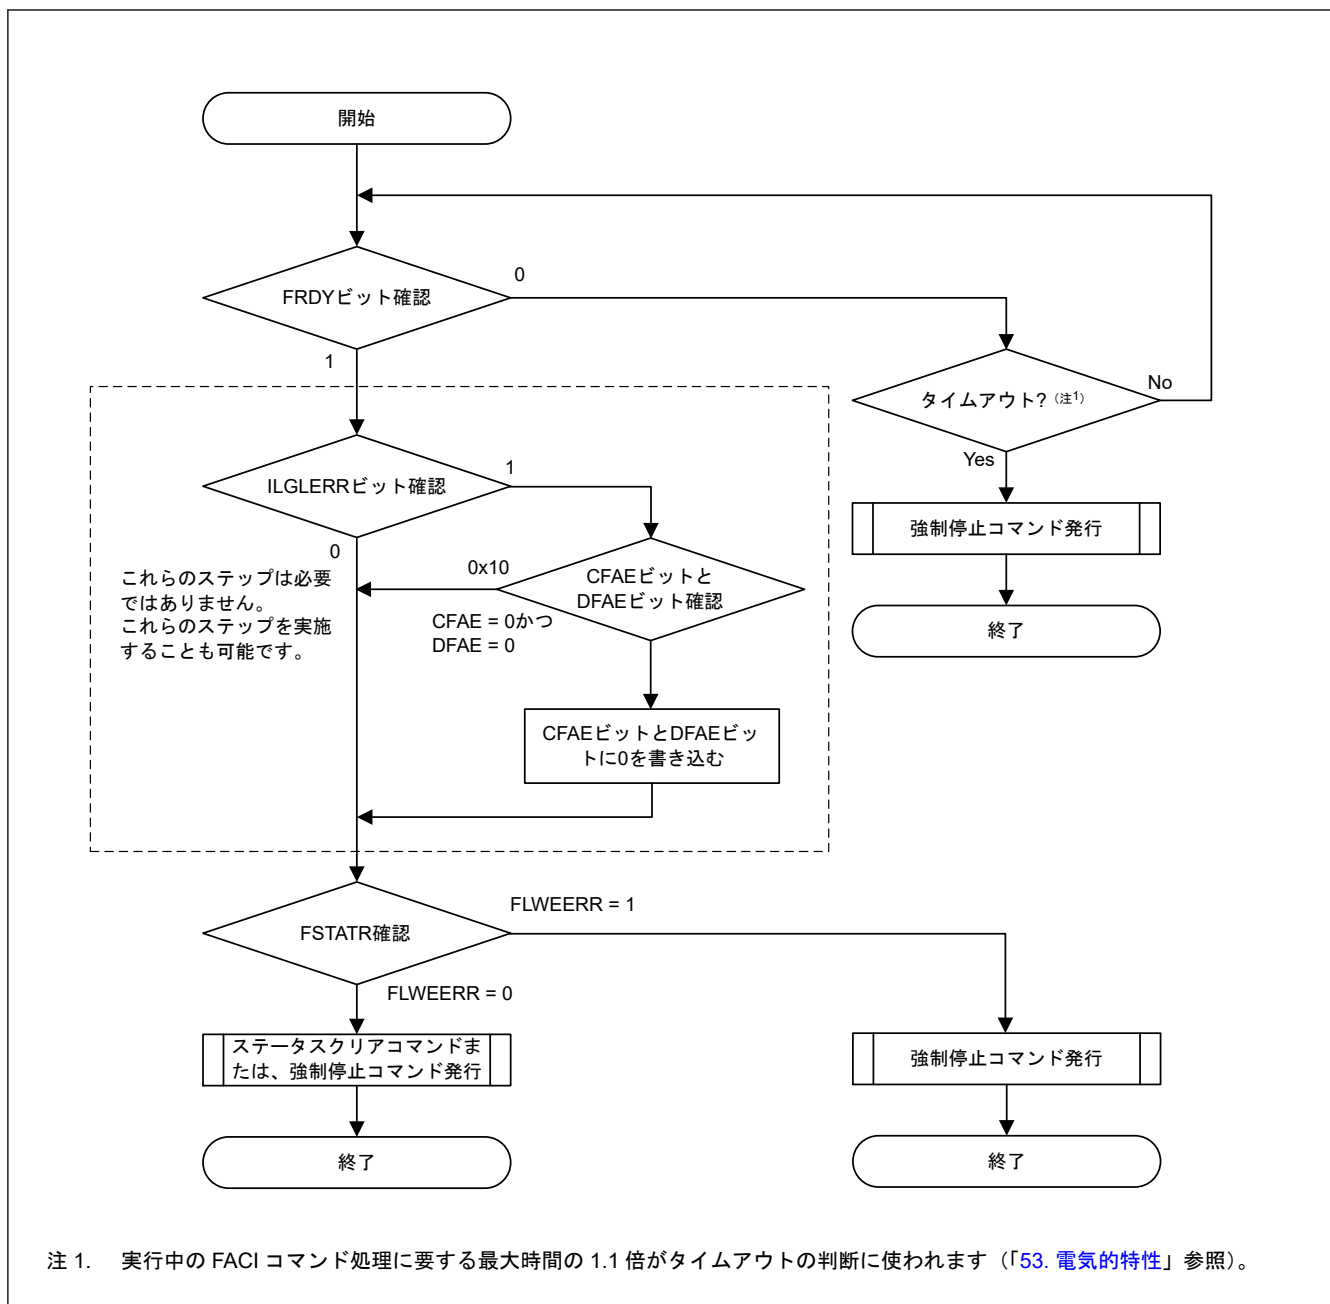 開始
FRDYビット確認
0
1
タイムアウト? (注1)
No
Yes
強制停止コマンド発行
終了
ILGLERRビット確認
1
0
これらのステップは必要
ではありません。
これらのステップを実施
することも可能です。
0x10
CFAEビットと
DFAEビット確認
CFAE = 0かつ
DFAE = 0
CFAEビットとDFAEビッ
トに0を書き込む
FSTATR確認
FLWEERR = 1
FLWEERR = 0
ステータスクリアコマンドま
たは、強制停止コマンド発行
終了
強制停止コマンド発行
終了
注 1. 実行中の FACI コマンド処理に要する最大時間の 1.1 倍がタイムアウトの判断に使われます（「53. 電気的特性」参照）。